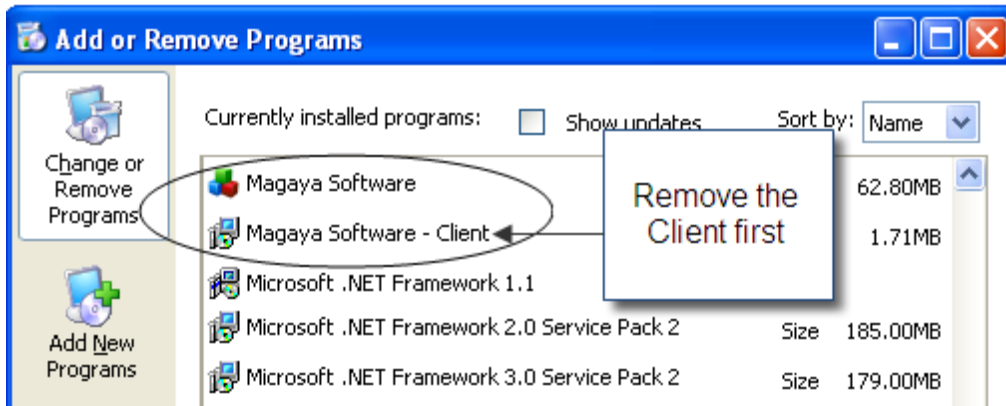 Add or Remove Programs
Change or
Remove
Programs
Add New
Programs
Currently installed programs:
Show updates
Sort by: Name
Magaya Software
62.80MB
Magaya Software - Client
1.71MB
Remove the
Client first
Microsoft .NET Framework 1.1
Microsoft .NET Framework 2.0 Service Pack 2
Size 185.00MB
Microsoft .NET Framework 3.0 Service Pack 2
Size 179.00MB